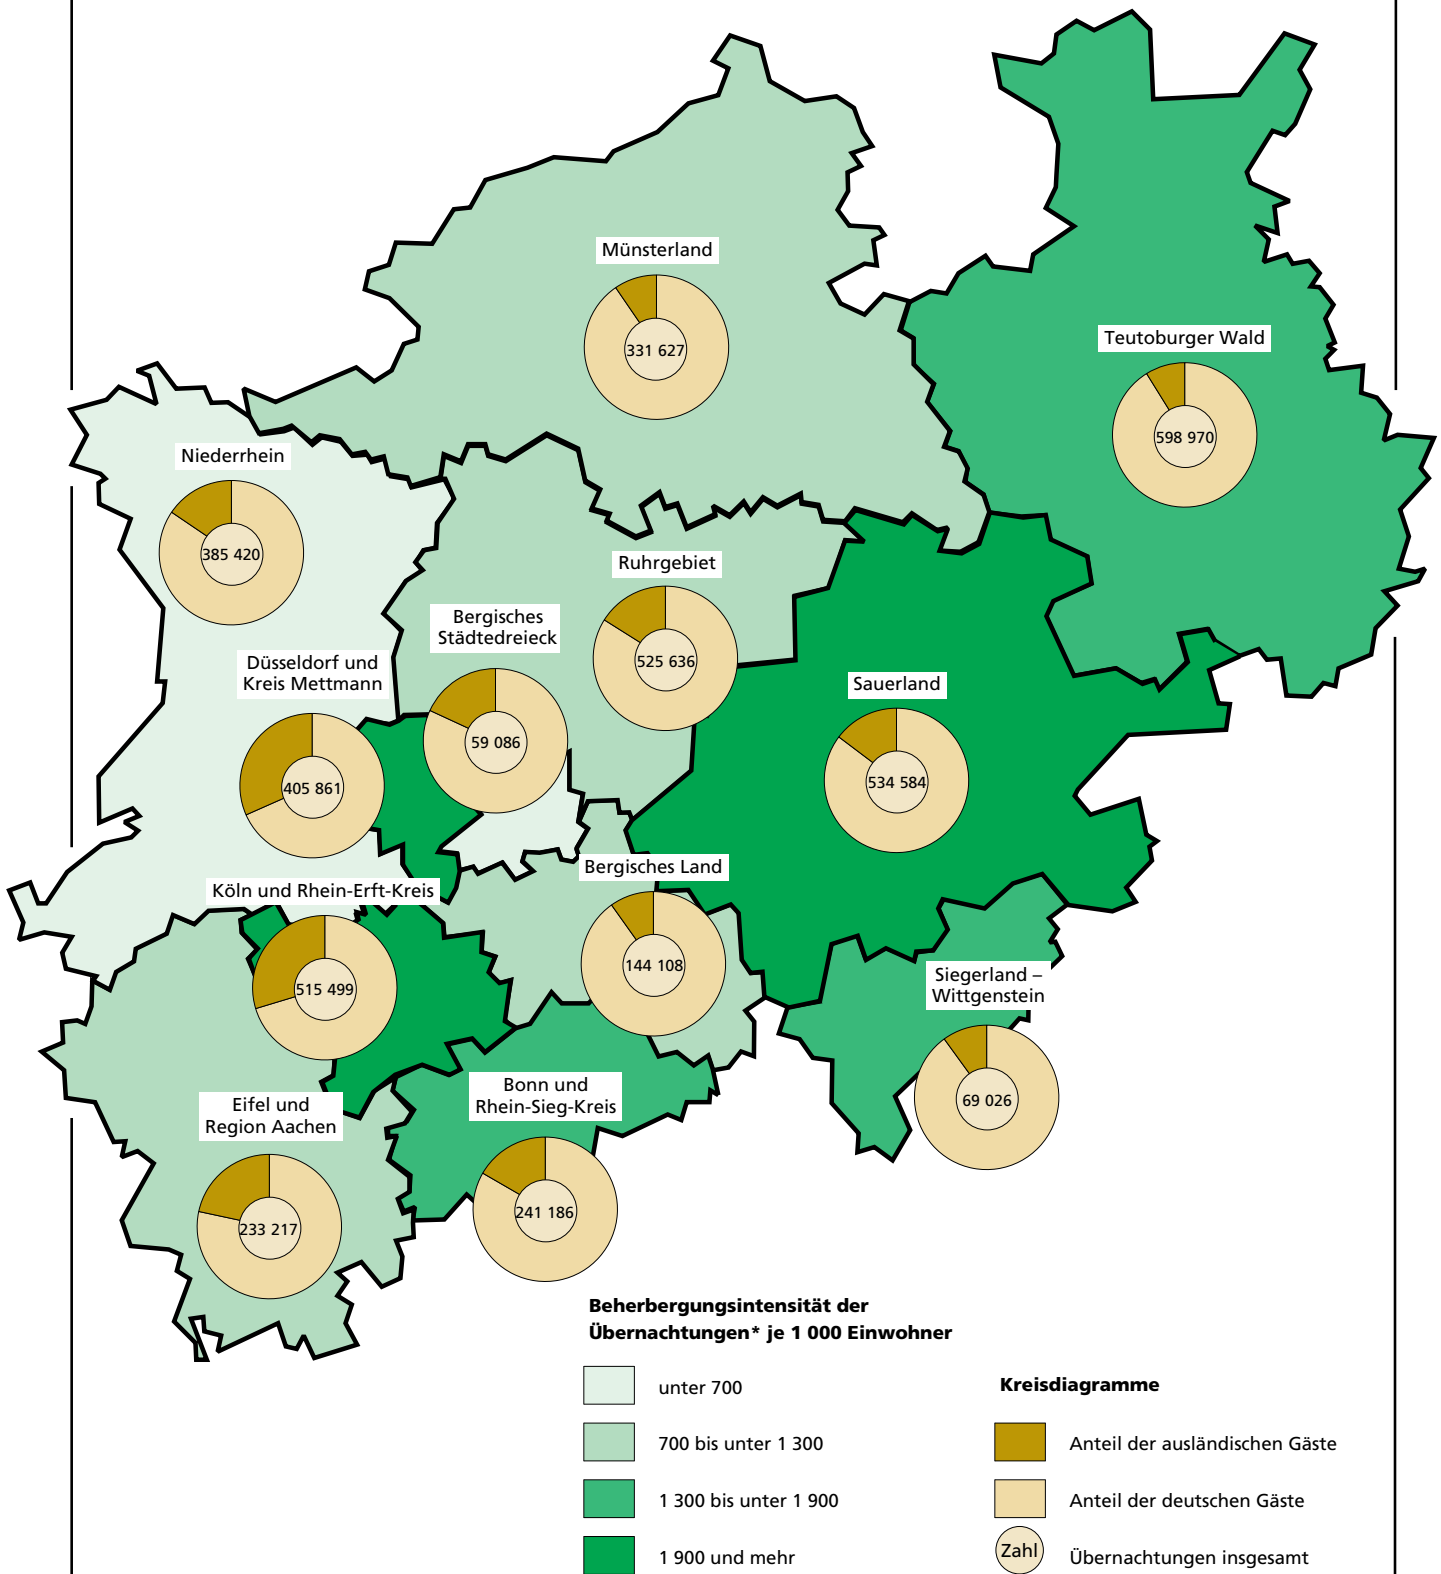 Münsterland
331 627
Teutoburger Wald
598 970
Niederrhein
385 420
Ruhrgebiet
525 636
Bergisches
Städtedreieck
59 086
Düsseldorf und
Kreis Mettmann
405 861
Sauerland
534 584
Bergisches Land
144 108
Köln und Rhein-Erft-Kreis
515 499
Siegerland –
Wittgenstein
69 026
Bonn und
Rhein-Sieg-Kreis
241 186
Eifel und
Region Aachen
233 217
Beherbergungsintensität der
Übernachtungen* je 1 000 Einwohner
unter 700
700 bis unter 1 300
1 300 bis unter 1 900
1 900 und mehr
Kreisdiagramme
Anteil der ausländischen Gäste
Anteil der deutschen Gäste
Zahl Übernachtungen insgesamt